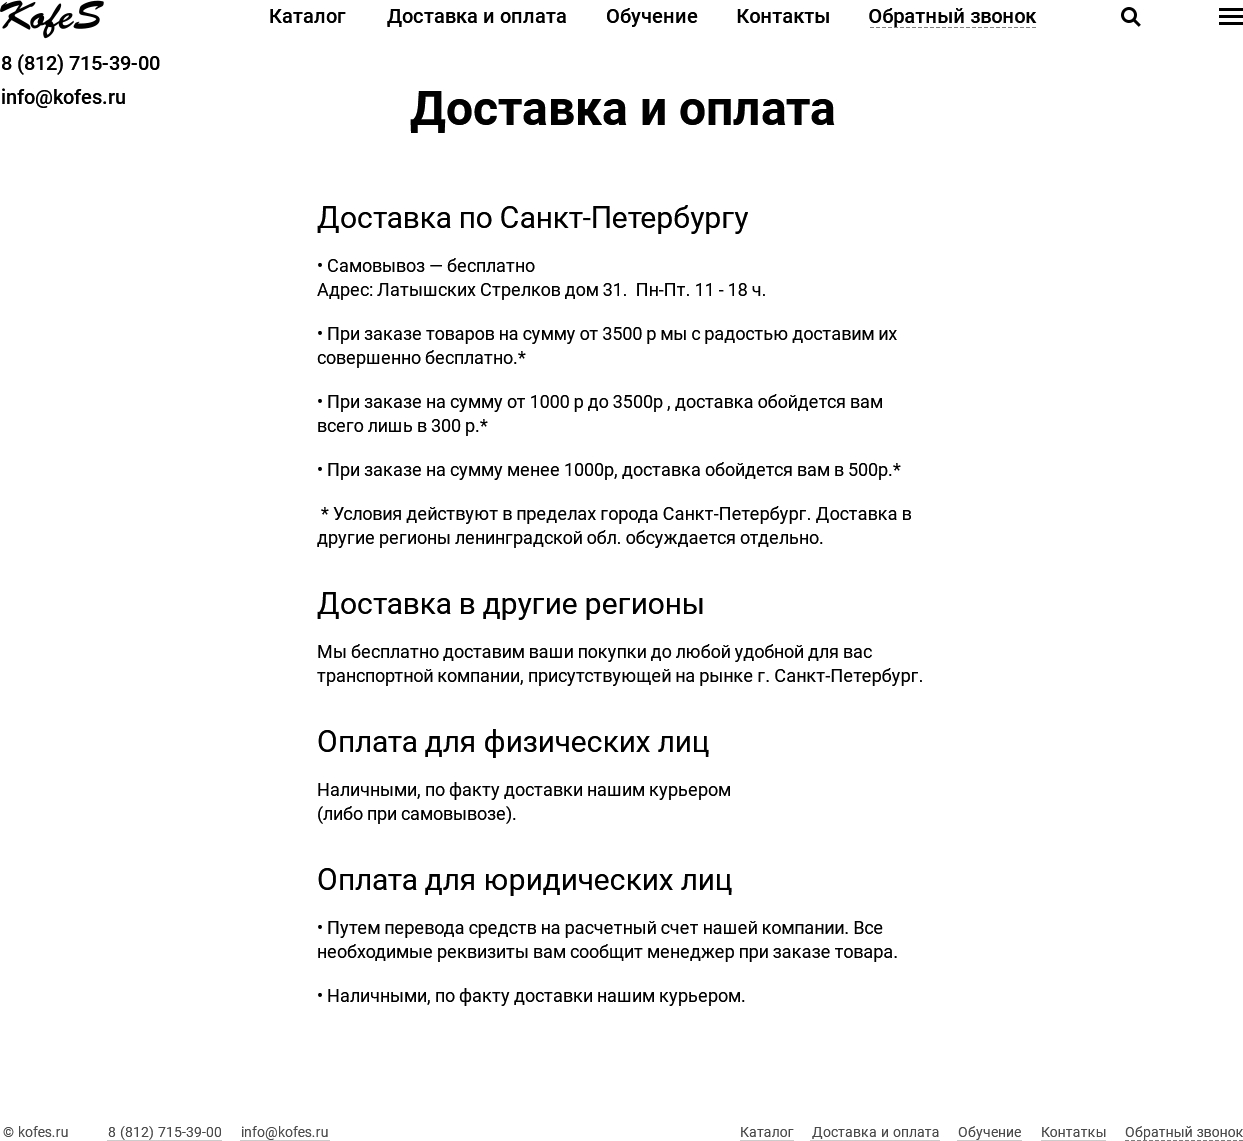 KofeS
Каталог Доставка и оплата Обучение Контакты Обратный звонок
8 (812) 715-39-00
info@kofes.ru
Доставка и оплата
Доставка по Санкт-Петербургу
• Самовывоз — бесплатно
Адрес: Латышских Стрелков дом 31.  Пн-Пт. 11 - 18 ч.
• При заказе товаров на сумму от 3500 р мы с радостью доставим их
совершенно бесплатно.*
• При заказе на сумму от 1000 р до 3500р , доставка обойдется вам
всего лишь в 300 р.*
• При заказе на сумму менее 1000р, доставка обойдется вам в 500р.*
* Условия действуют в пределах города Санкт-Петербург. Доставка в
другие регионы ленинградской обл. обсуждается отдельно.
Доставка в другие регионы
Мы бесплатно доставим ваши покупки до любой удобной для вас
транспортной компании, присутствующей на рынке г. Санкт-Петербург.
Оплата для физических лиц
Наличными, по факту доставки нашим курьером
(либо при самовывозе).
Оплата для юридических лиц
• Путем перевода средств на расчетный счет нашей компании. Все
необходимые реквизиты вам сообщит менеджер при заказе товара.
• Наличными, по факту доставки нашим курьером.
© kofes.ru 8 (812) 715-39-00 info@kofes.ru Каталог Доставка и оплата Обучение Контаткы Обратный звонок